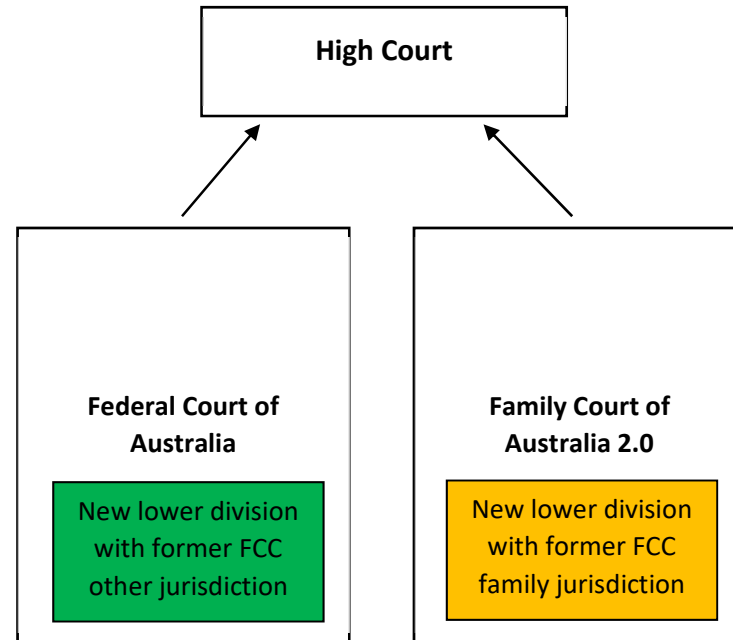 High Court
Federal Court of
Australia
New lower division
with former FCC
other jurisdiction
Family Court of
Australia 2.0
New lower division
with former FCC
family jurisdiction